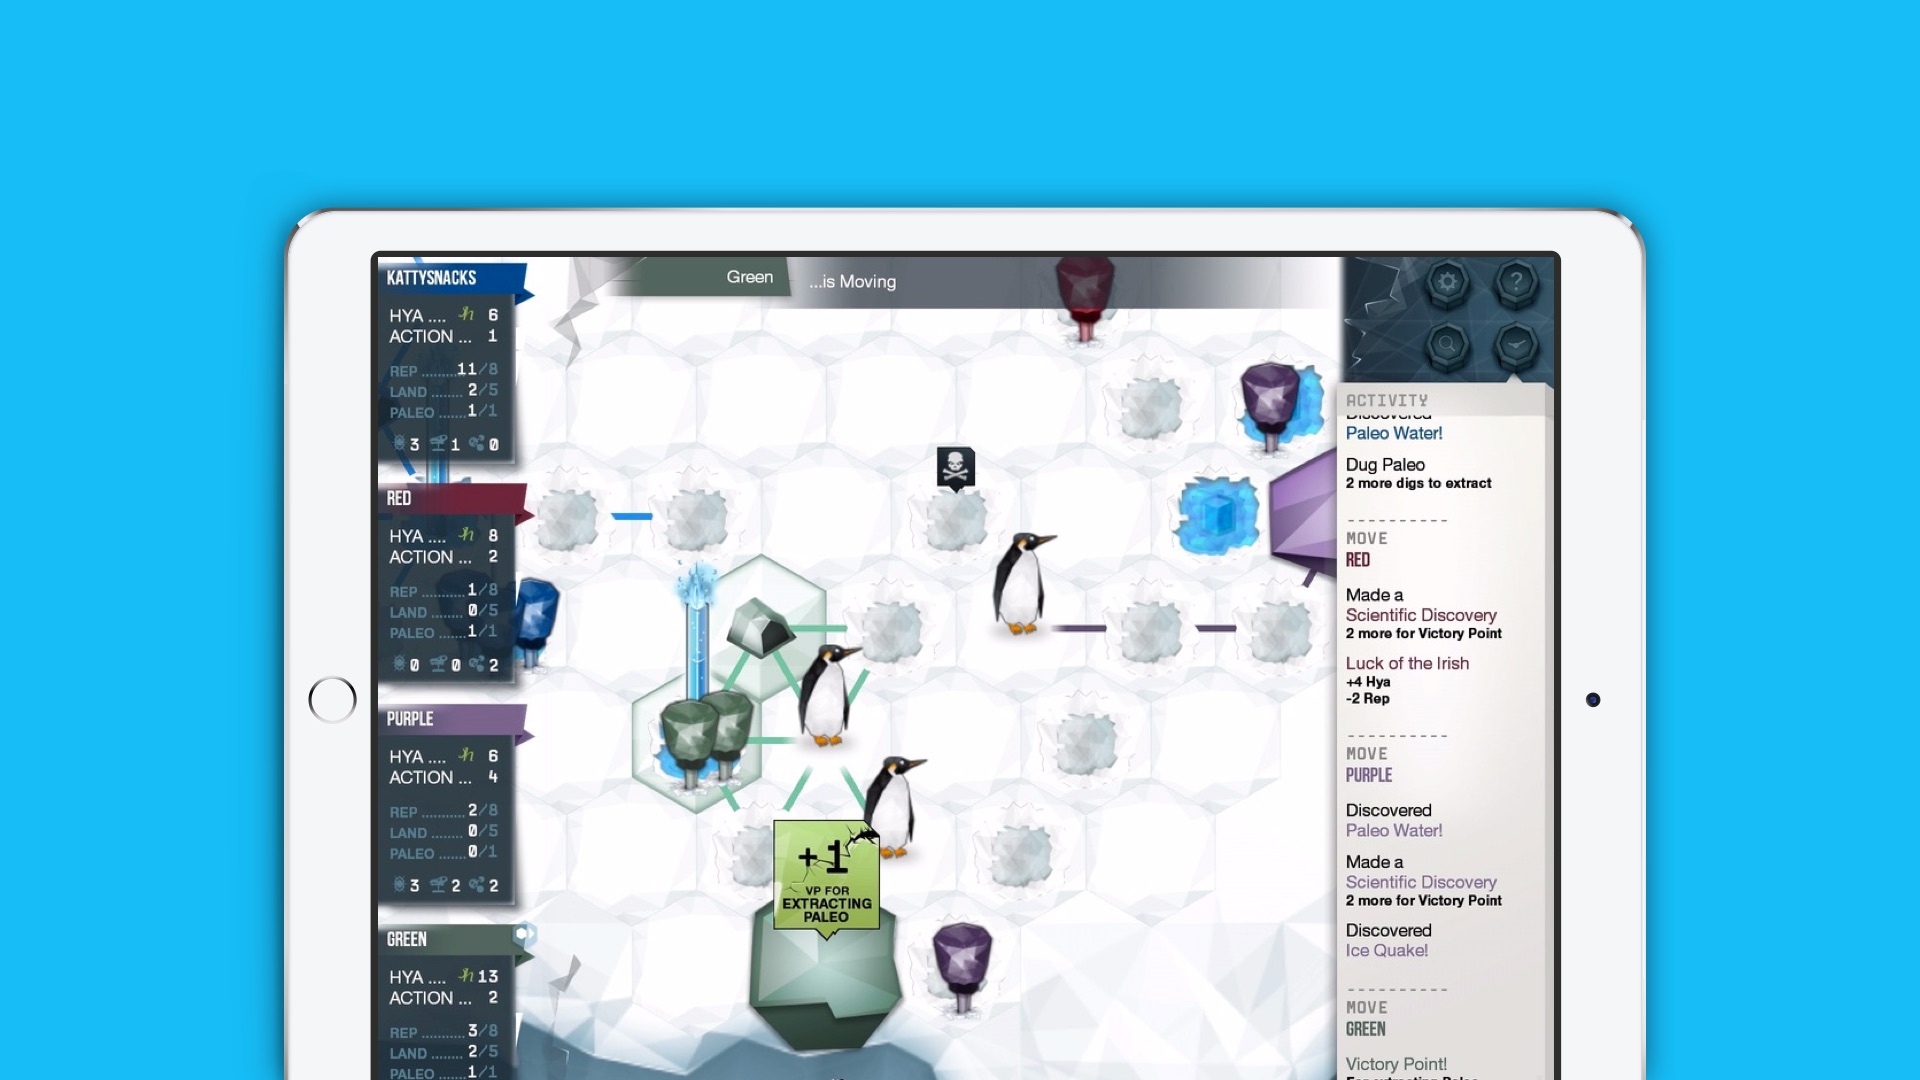 KATTYSNACKS
HYA .... 6
ACTION ... 1
REP .......... 11/8
LAND ........ 2/5
PALEO ....... 1/1
3 1 0
RED
HYA .... 8
ACTION ... 2
REP ........... 1/8
LAND ........ 0/5
PALEO ....... 1/1
0 0 2
PURPLE
HYA .... 6
ACTION ... 4
REP ........... 2/8
LAND ........ 0/5
PALEO ....... 0/1
3 2 2
GREEN
HYA .... 13
ACTION ... 2
REP ........... 3/8
LAND ........ 2/5
PALEO ....... 1/1
Green ...is Moving
+1
VP FOR
EXTRACTING
PALEO
?
ACTIVITY
Discovered
Paleo Water!
Dug Paleo
2 more digs to extract
----------
MOVE
RED
Made a
Scientific Discovery
2 more for Victory Point
Luck of the Irish
+4 Hya
-2 Rep
----------
MOVE
PURPLE
Discovered
Paleo Water!
Made a
Scientific Discovery
2 more for Victory Point
Discovered
Ice Quake!
----------
MOVE
GREEN
Victory Point!
For extracting Paleo